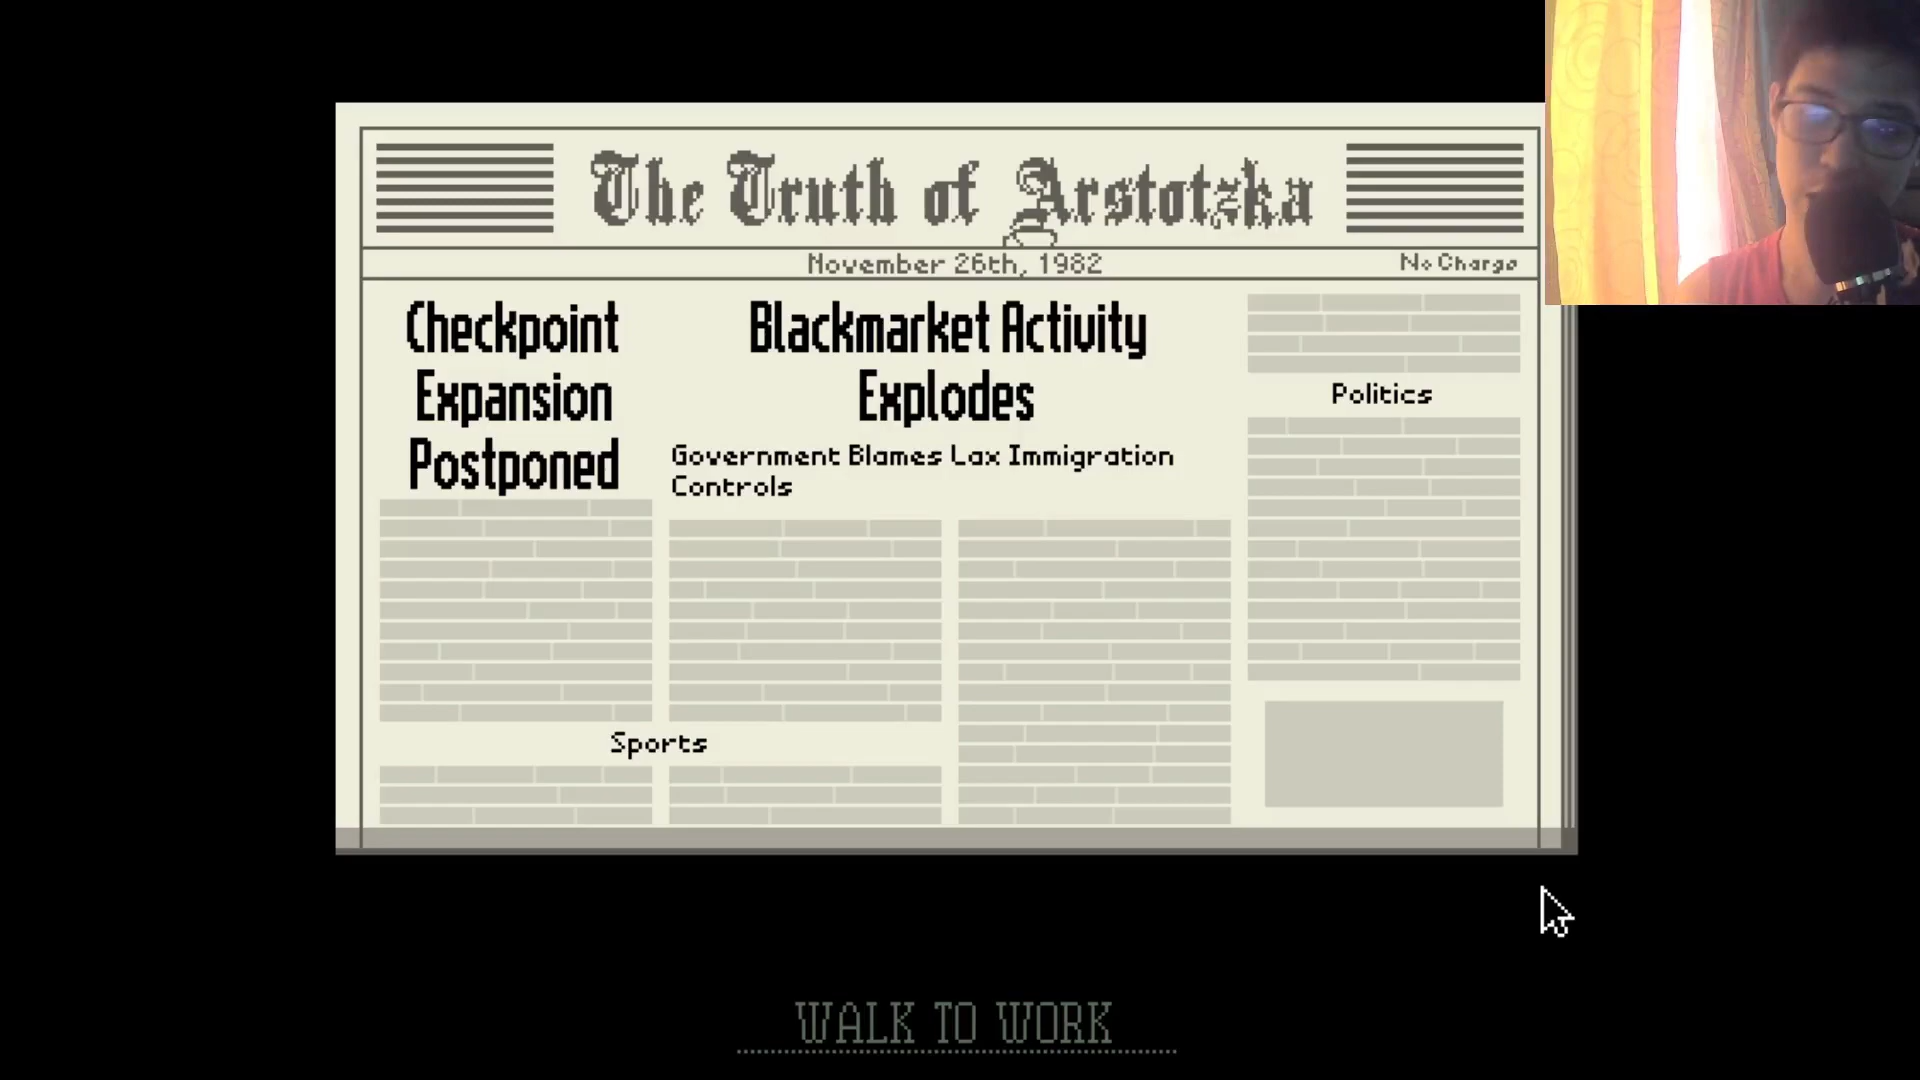 The Truth of Arstotzka
November 26th, 1982
No Charge
Checkpoint
Expansion
Postponed
Blackmarket Activity
Explodes
Government Blames Lax Immigration
Controls
Politics
Sports
WALK TO WORK